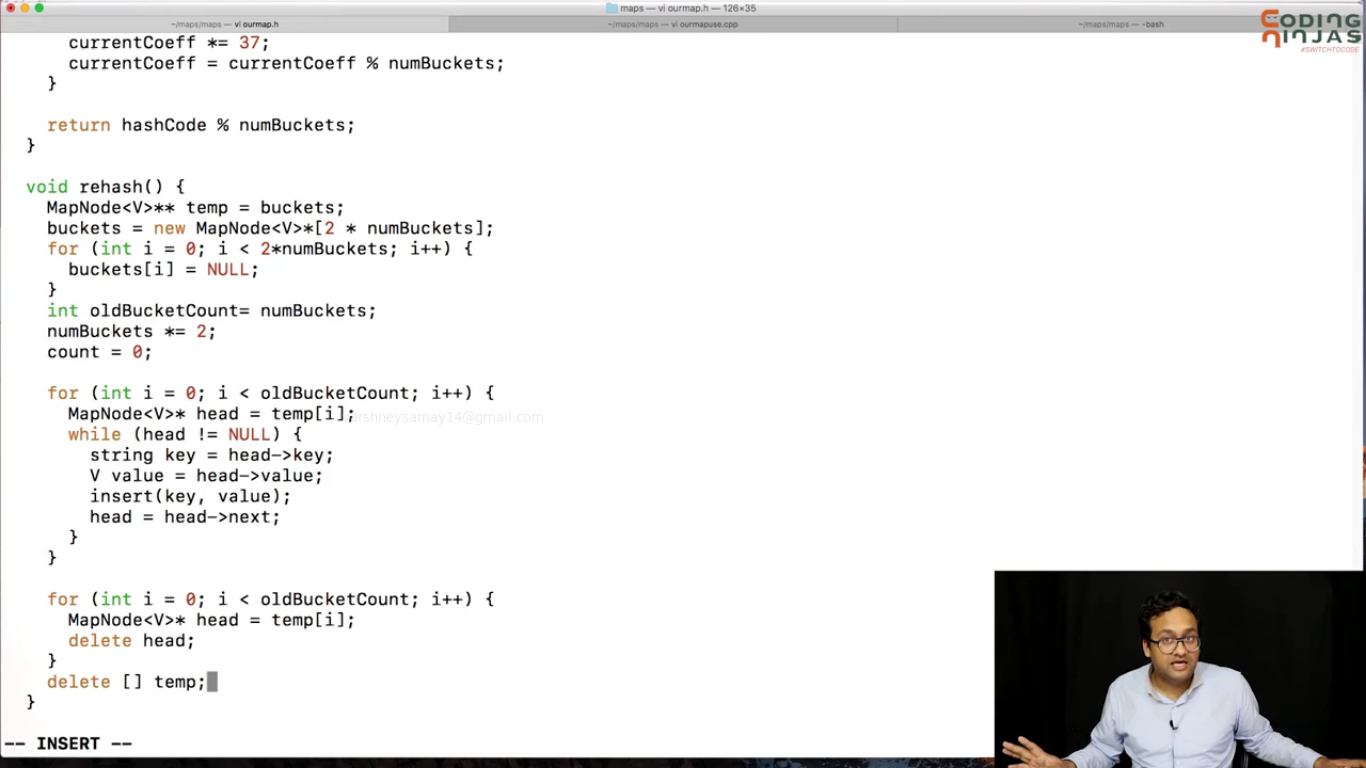 maps — vi ourmap.h — 126×35
~/maps/maps — vi ourmap.h
~/maps/maps — vi ourmapuse.cpp
~/maps/maps — -bash
CODING
NINJAS
#SWITCHTOCODE
currentCoeff *= 37;
currentCoeff = currentCoeff % numBuckets;
}
return hashCode % numBuckets;
}
void rehash() {
MapNode<V>** temp = buckets;
buckets = new MapNode<V>*[2 * numBuckets];
for (int i = 0; i < 2*numBuckets; i++) {
buckets[i] = NULL;
}
int oldBucketCount= numBuckets;
numBuckets *= 2;
count = 0;
for (int i = 0; i < oldBucketCount; i++) {
MapNode<V>* head = temp[i];
while (head != NULL) {
string key = head->key;
V value = head->value;
insert(key, value);
head = head->next;
}
}
for (int i = 0; i < oldBucketCount; i++) {
MapNode<V>* head = temp[i];
delete head;
}
delete [] temp;
}
-- INSERT --